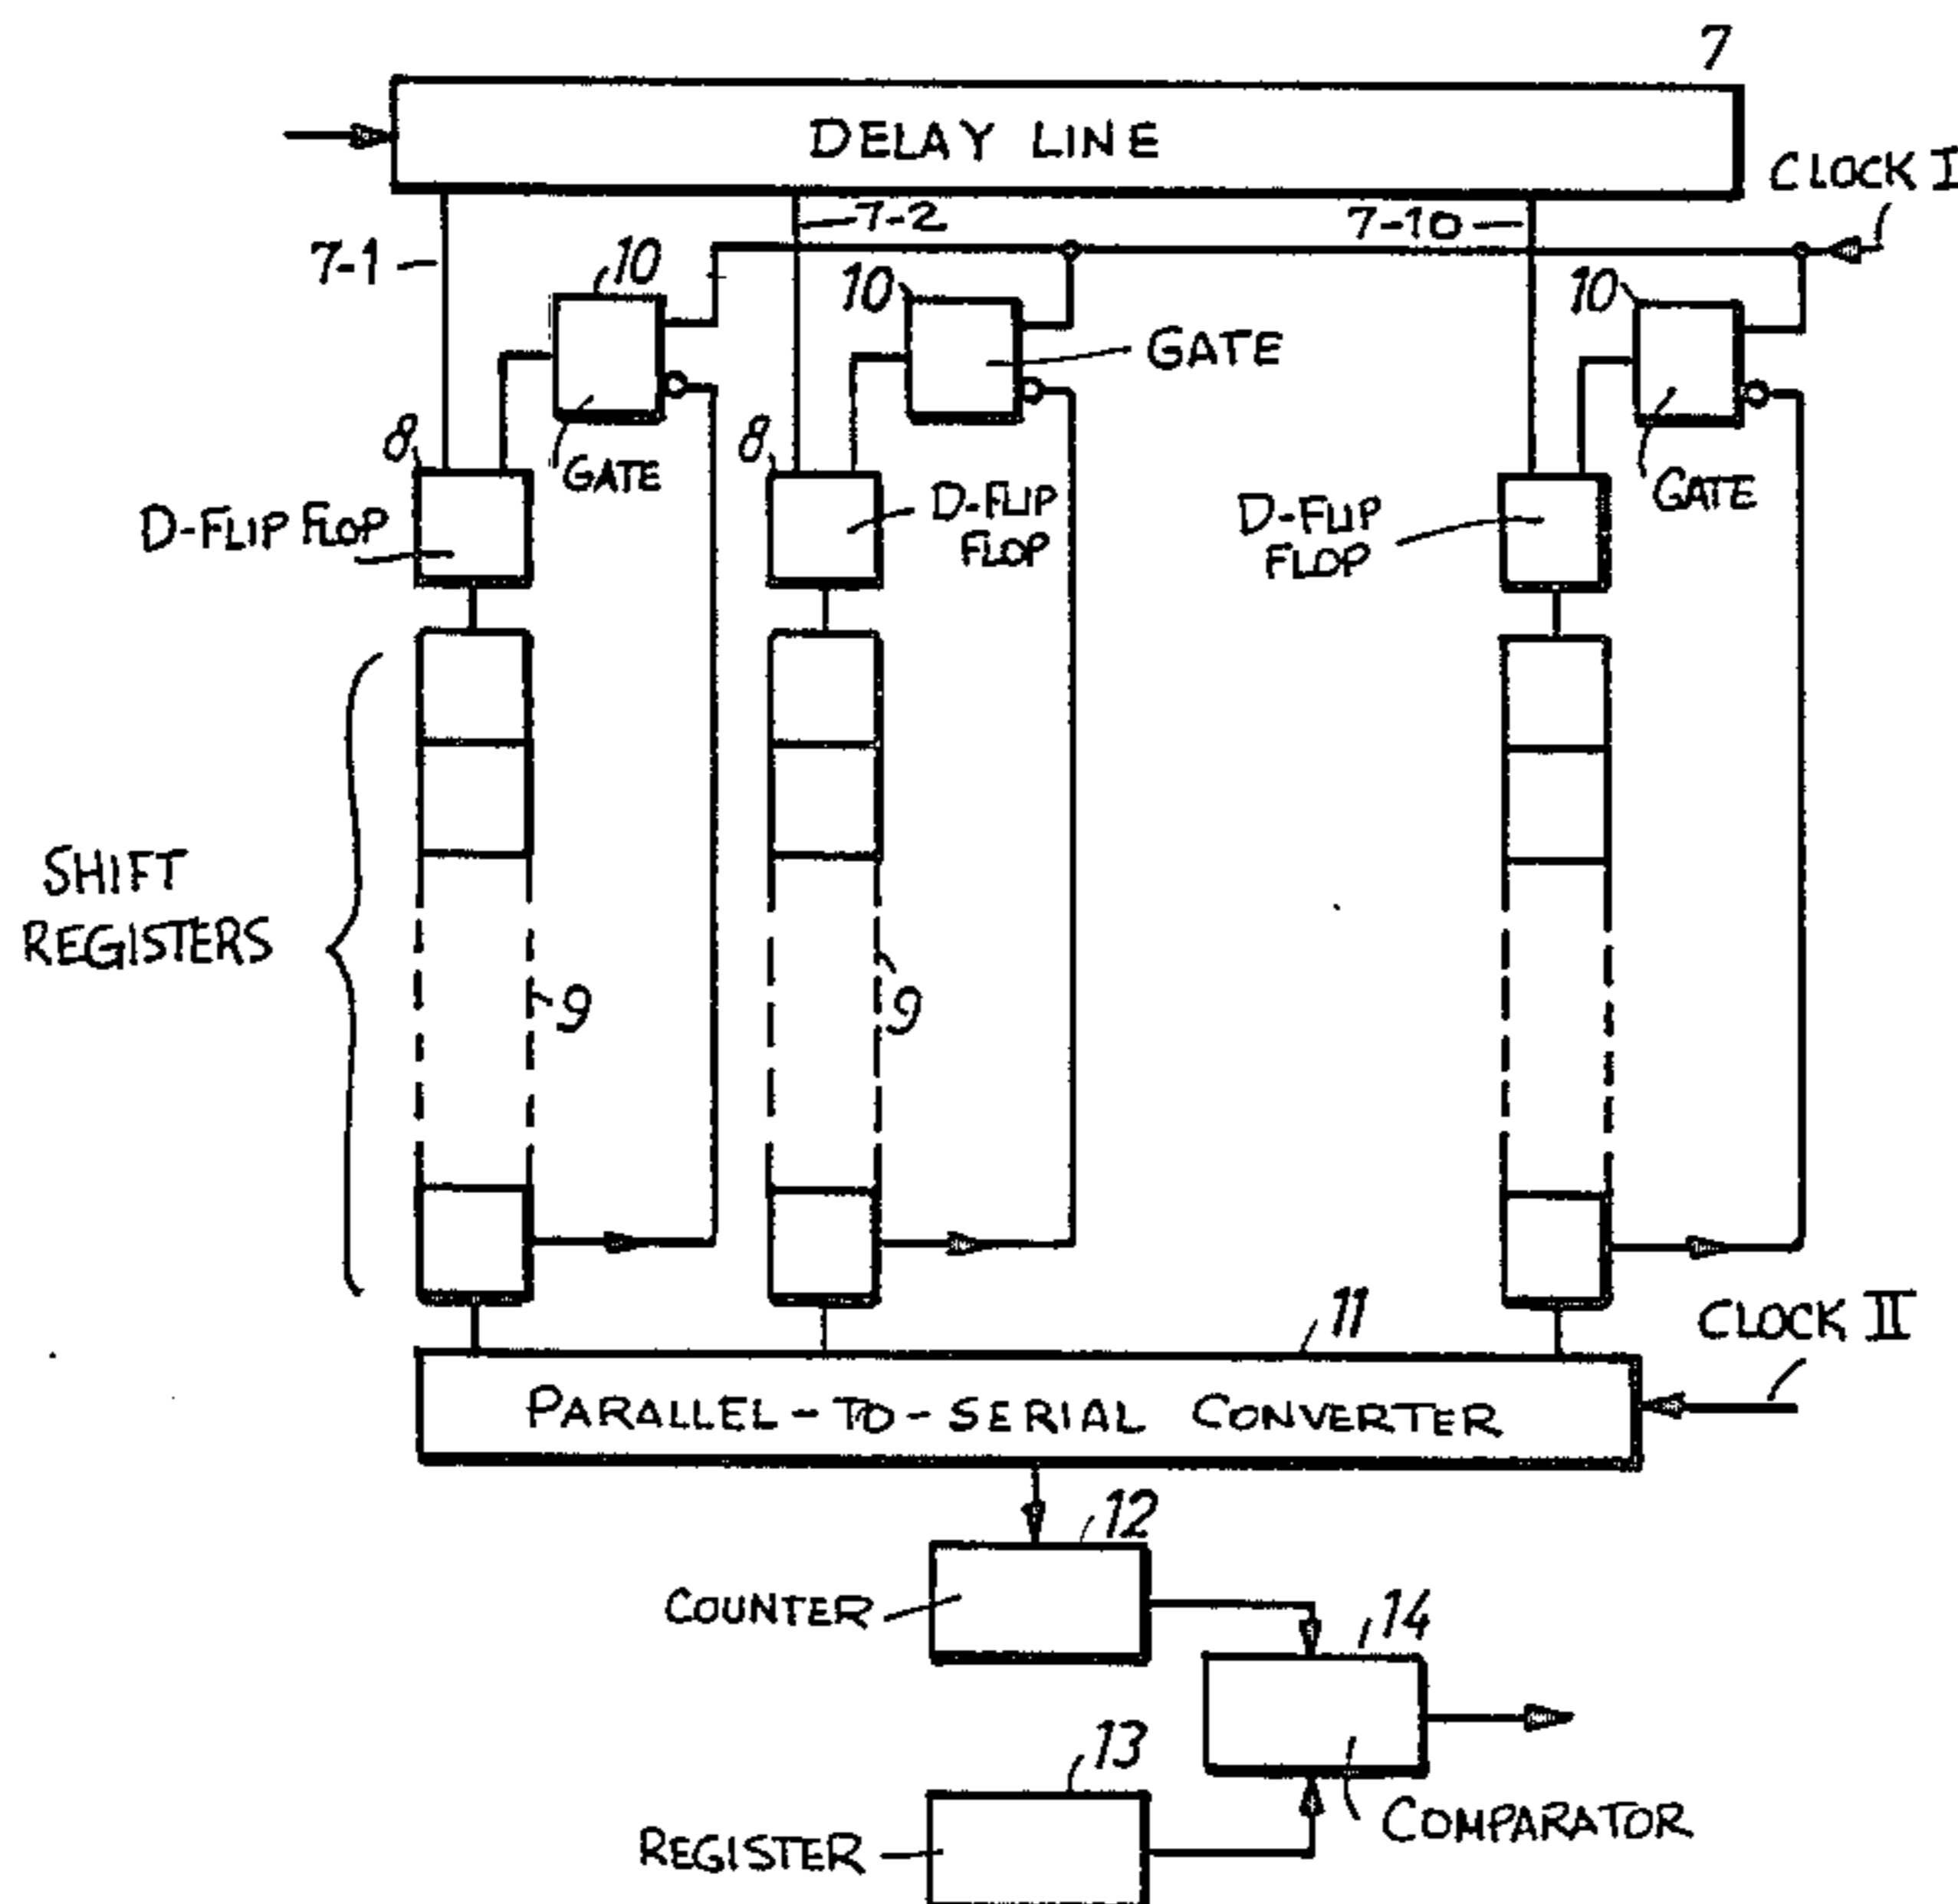 7
DELAY LINE
CLOCK I
7-1
7-2
7-10
10
10
10
GATE
8
GATE
8
GATE
D-FLIP FLOP
D-FLIP
FLOP
D-FLIP
FLOP
SHIFT
REGISTERS
9
9
11
CLOCK II
PARALLEL-TO-SERIAL CONVERTER
12
COUNTER
14
13
COMPARATOR
REGISTER